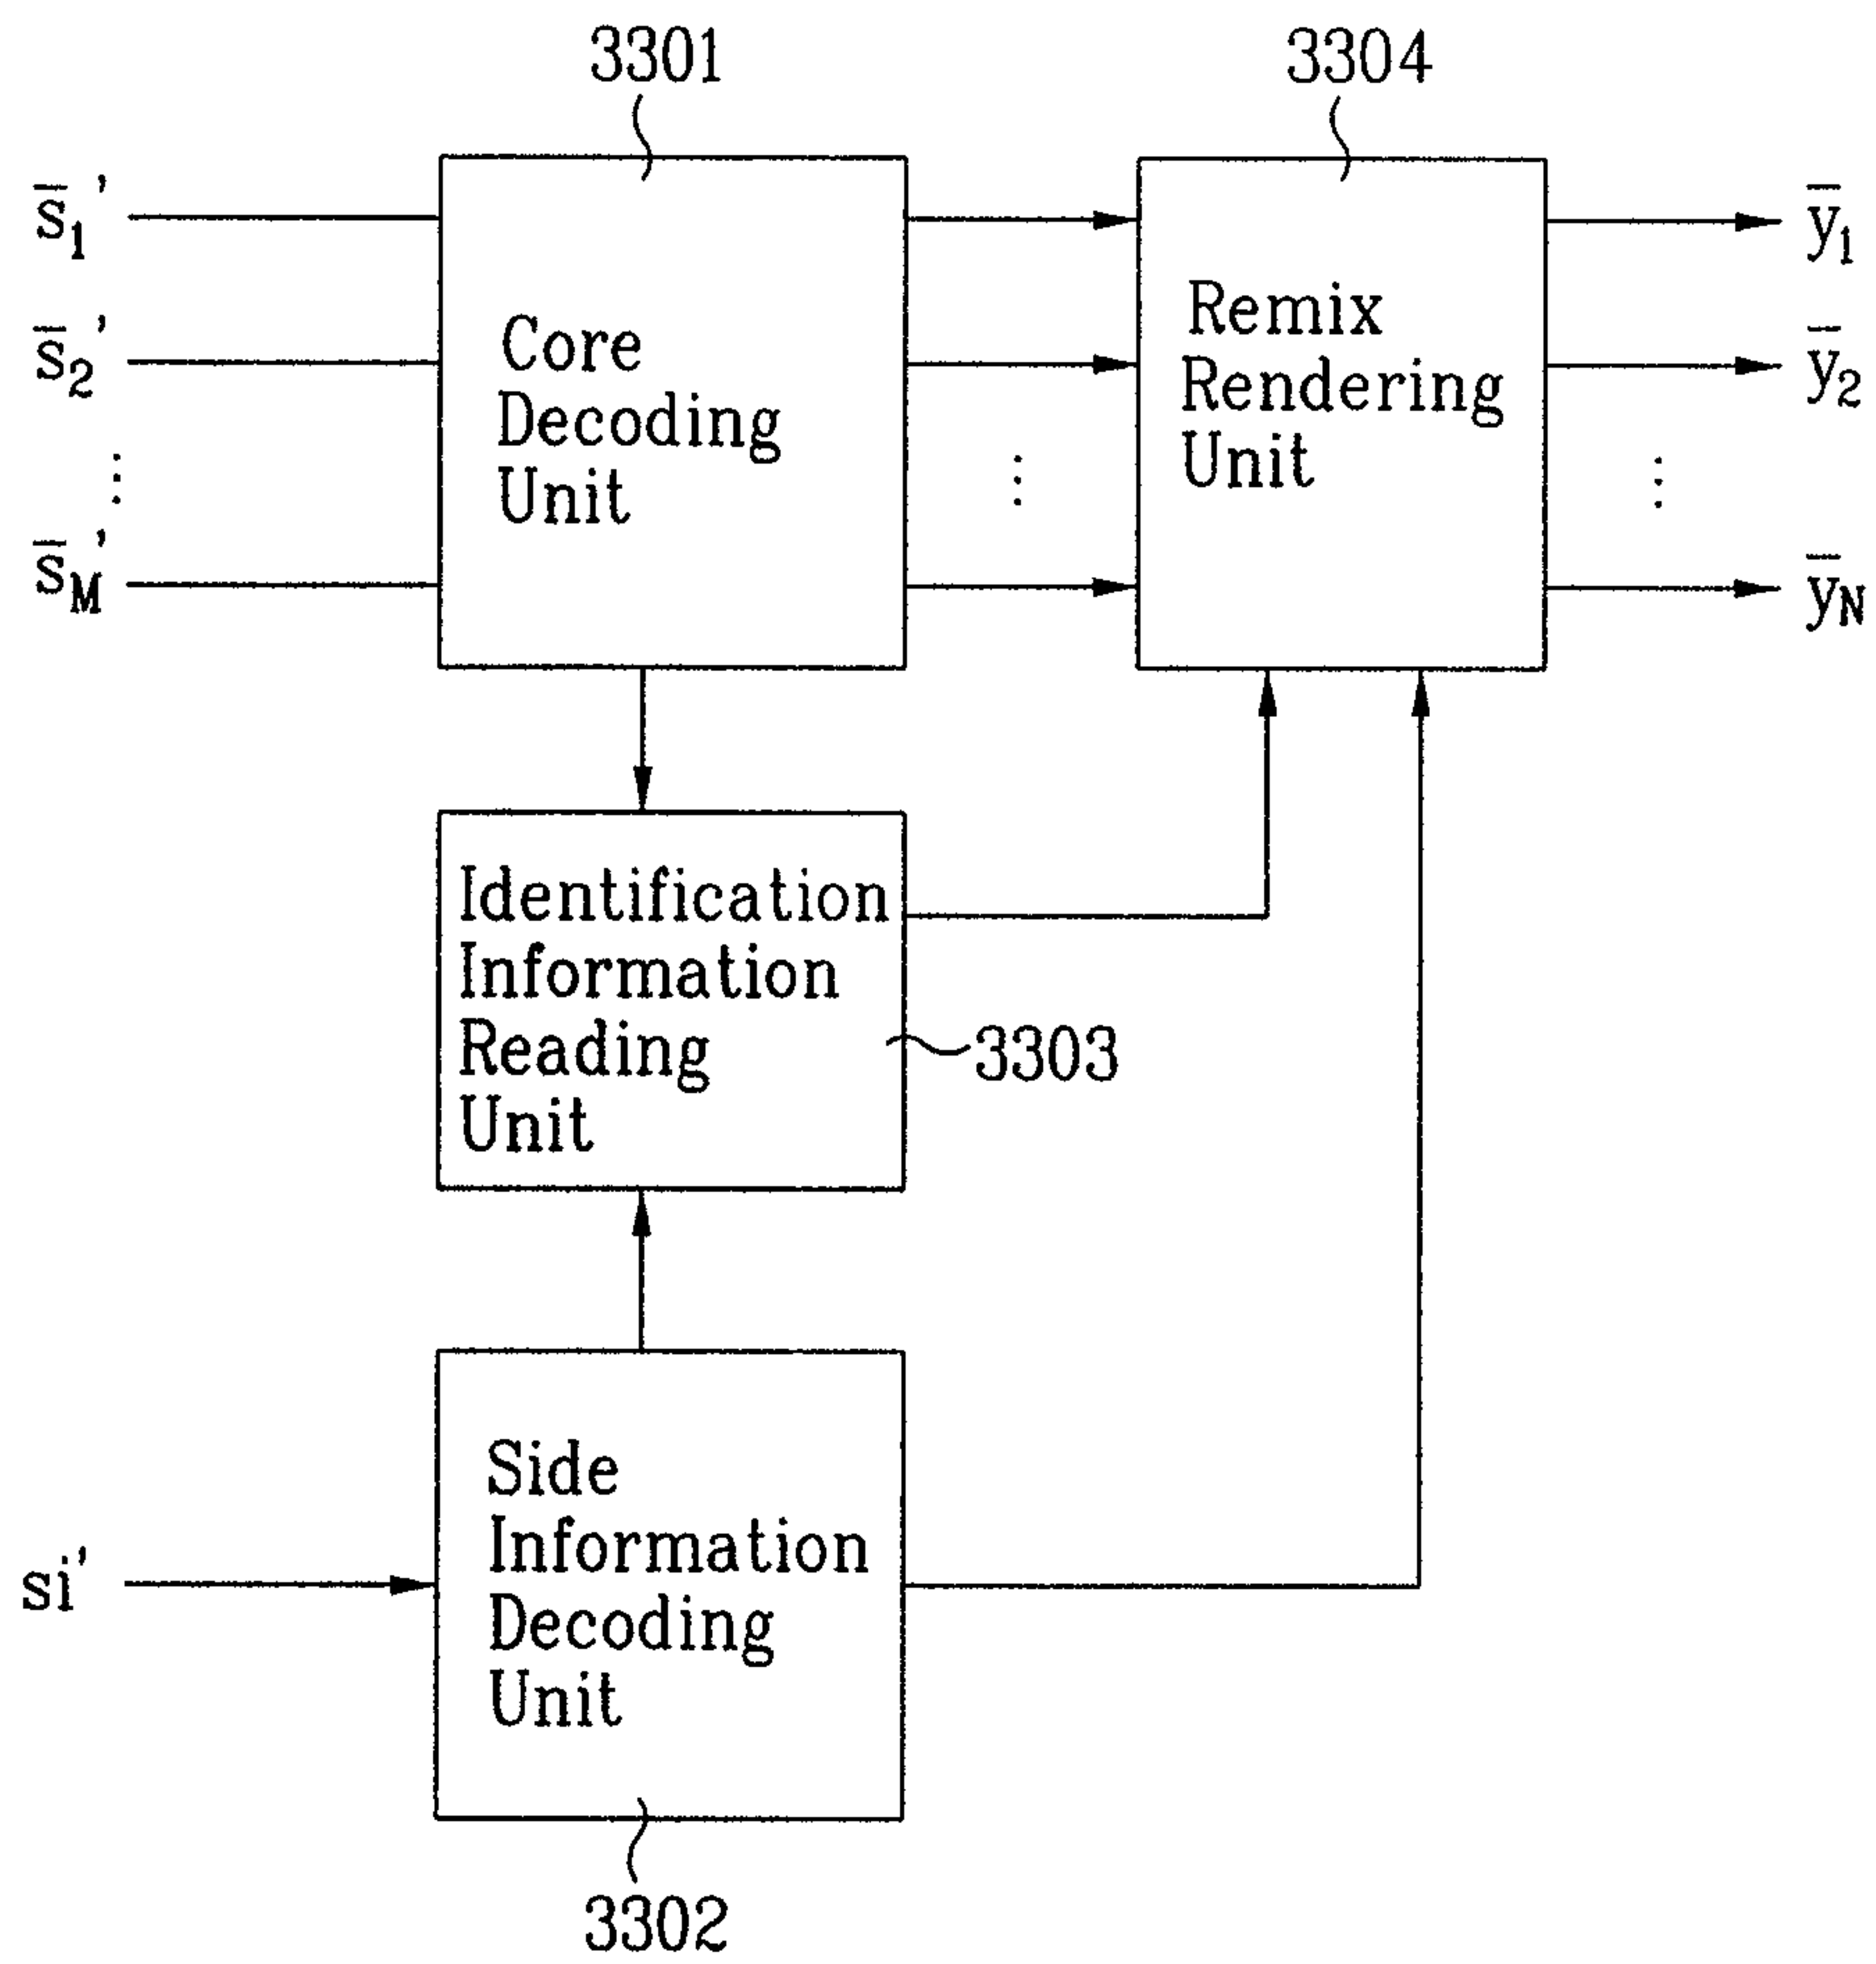 3301
3304
s̄₁'
s̄₂'
⋮
s̄M'
Core
Decoding
Unit
⋮
Remix
Rendering
Unit
ȳ₁
ȳ₂
⋮
ȳN
Identification
Information
Reading
Unit
3303
si'
Side
Information
Decoding
Unit
3302